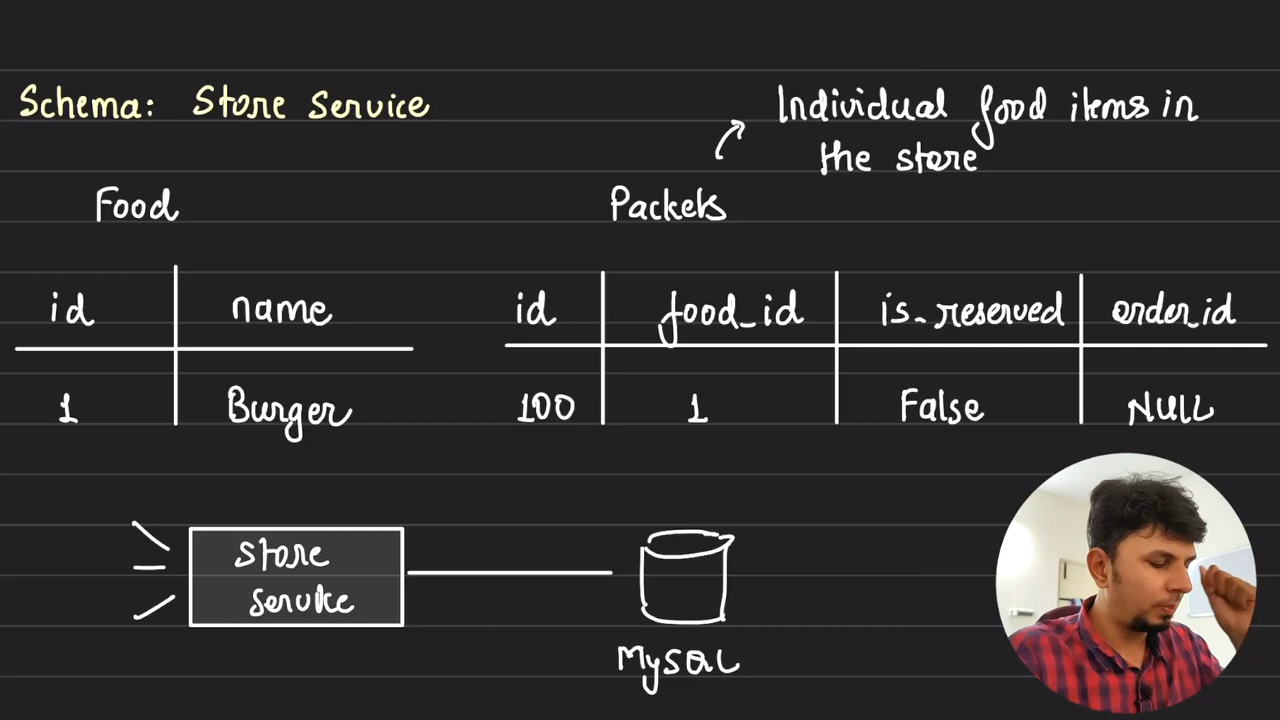 Schema: Store Service
Individual food items in
the store
Food
Packets
id name
id food_id is_reserved order_id
1 Burger
100 1 False NULL
store
service
MySQL